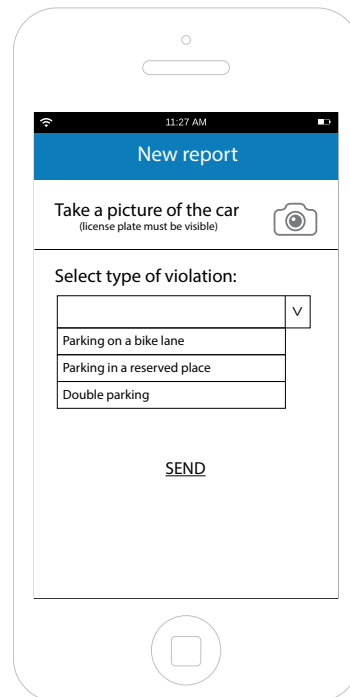 11:27 AM
New report
Take a picture of the car
(license plate must be visible)
Select type of violation:
V
Parking on a bike lane
Parking in a reserved place
Double parking
SEND